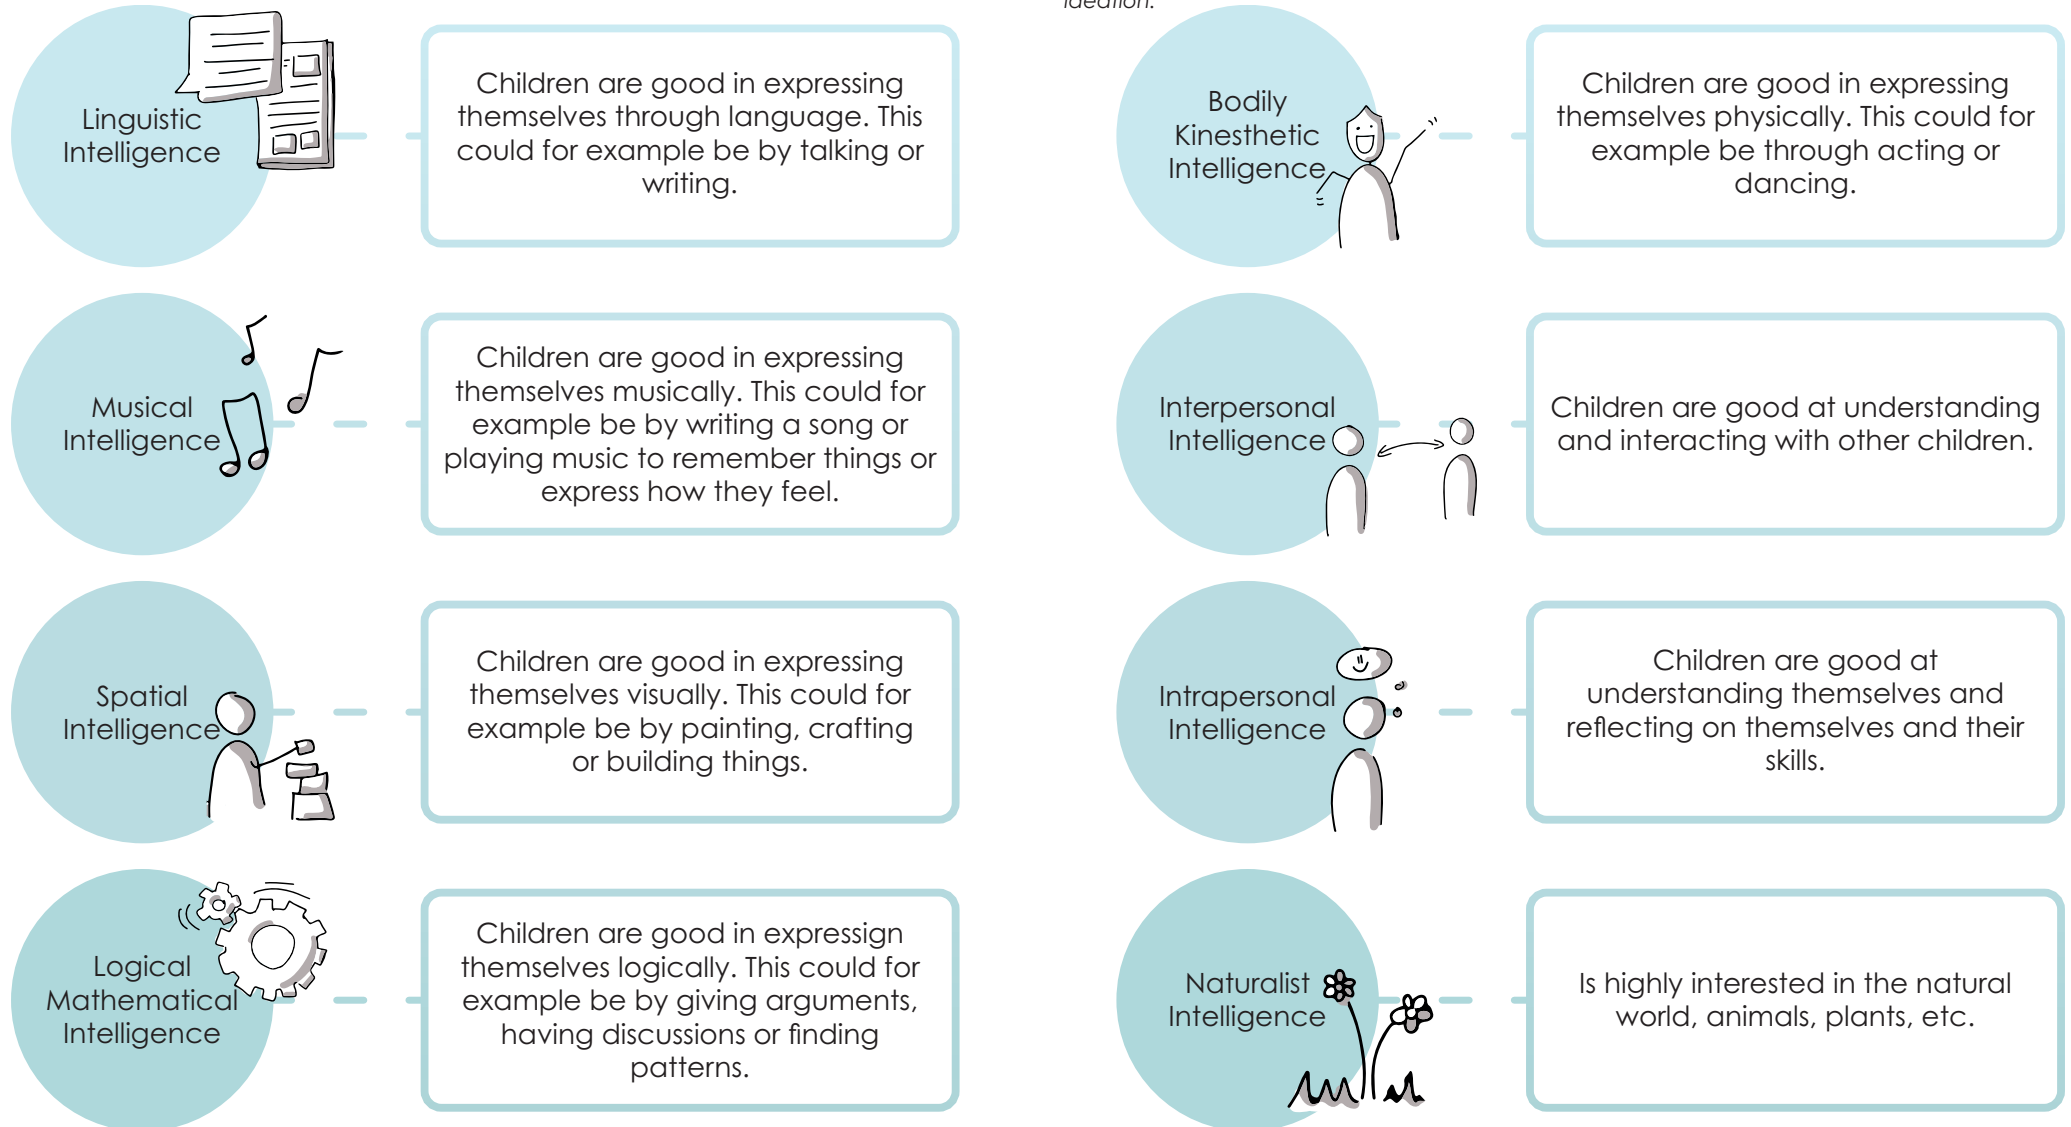 ideation.
Linguistic
Intelligence
Children are good in expressing
themselves through language. This
could for example be by talking or
writing.
Musical
Intelligence
Children are good in expressing
themselves musically. This could for
example be by writing a song or
playing music to remember things or
express how they feel.
Spatial
Intelligence
Children are good in expressing
themselves visually. This could for
example be by painting, crafting
or building things.
Logical
Mathematical
Intelligence
Children are good in expressign
themselves logically. This could for
example be by giving arguments,
having discussions or finding
patterns.
Bodily
Kinesthetic
Intelligence
Children are good in expressing
themselves physically. This could for
example be through acting or
dancing.
Interpersonal
Intelligence
Children are good at understanding
and interacting with other children.
Intrapersonal
Intelligence
Children are good at
understanding themselves and
reflecting on themselves and their
skills.
Naturalist
Intelligence
Is highly interested in the natural
world, animals, plants, etc.